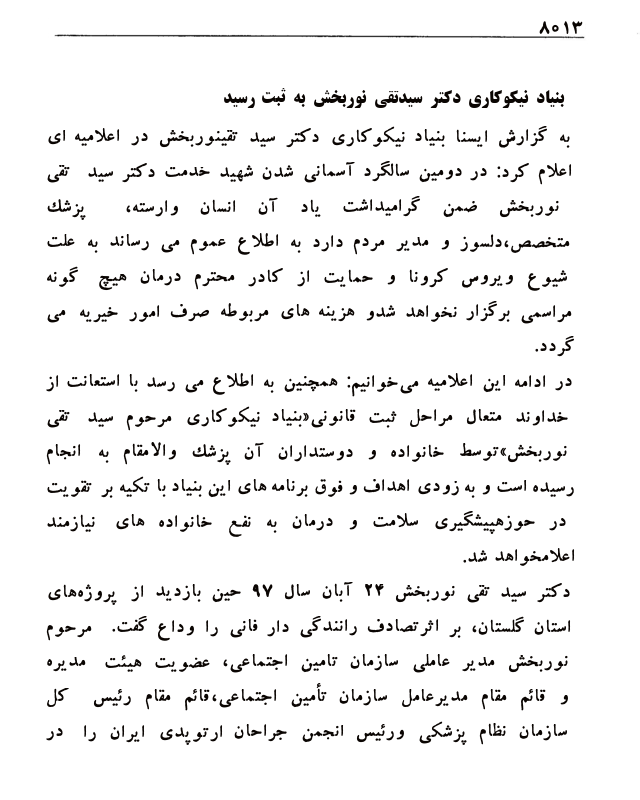 ۸۰۱۳
بنیاد نیکوکاری دکتر سیدتقی نوربخش به ثبت رسید
به گزارش ایسنا بنیاد نیکوکاری دکتر سید تقینوربخش در اعلامیه ای
اعلام کرد: در دومین سالگرد آسمانی شدن شهید خدمت دکتر سید تقی
نوربخش ضمن گرامیداشت یاد آن انسان وارسته، پزشك
متخصص،دلسوز و مدیر مردم دارد به اطلاع عموم می رساند به علت
شیوع ویروس کرونا و حمایت از کادر محترم درمان هیچ گونه
مراسمی برگزار نخواهد شدو هزینه های مربوطه صرف امور خیریه می
گردد.
در ادامه این اعلامیه می‌خوانیم: همچنین به اطلاع می رسد با استعانت از
خداوند متعال مراحل ثبت قانونی«بنیاد نیکوکاری مرحوم سید تقی
نوربخش»توسط خانواده و دوستداران آن پزشك والامقام به انجام
رسیده است و به زودی اهداف و فوق برنامه های این بنیاد با تکیه بر تقویت
در حوزهپیشگیری سلامت و درمان به نفع خانواده های نیازمند
اعلامخواهد شد.
دکتر سید تقی نوربخش ۲۴ آبان سال ۹۷ حین بازدید از پروژه‌های
استان گلستان، بر اثرتصادف رانندگی دار فانی را وداع گفت. مرحوم
نوربخش مدیر عاملی سازمان تامین اجتماعی، عضویت هیئت مدیره
و قائم مقام مدیرعامل سازمان تأمین اجتماعی،قائم مقام رئیس کل
سازمان نظام پزشکی ورئیس انجمن جراحان ارتوپدی ایران را در